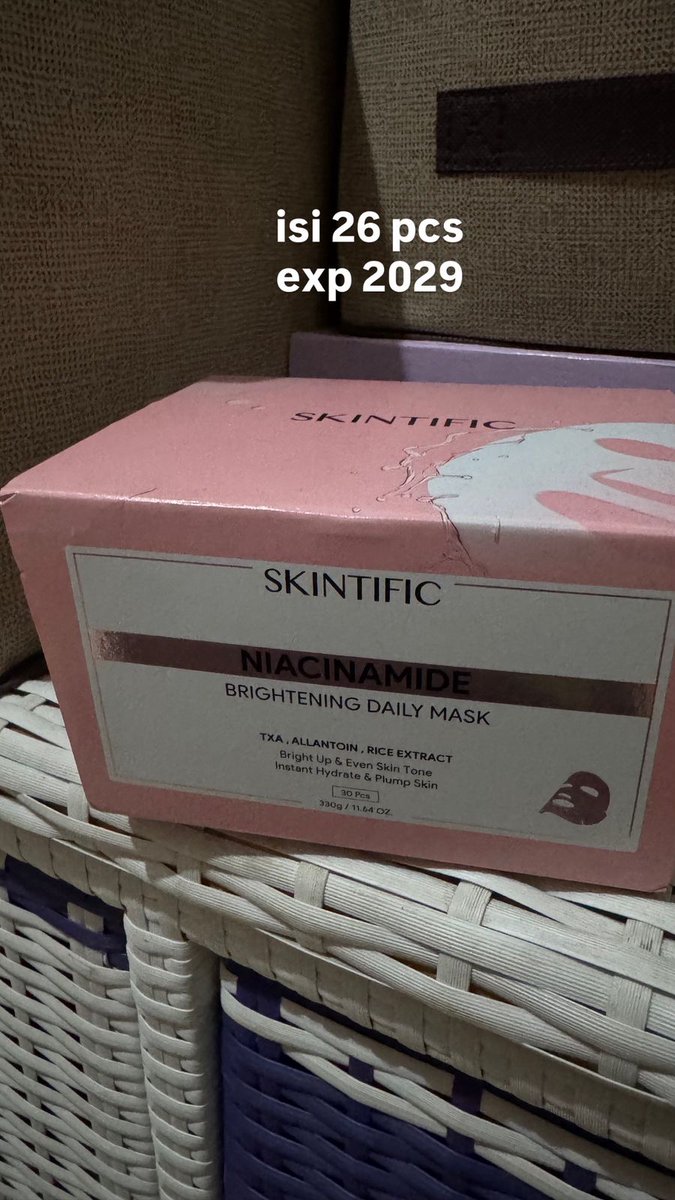 isi 26 pcs
exp 2029
SKINTIFIC
SKINTIFIC
NIACINAMIDE
BRIGHTENING DAILY MASK
TXA , ALLANTOIN , RICE EXTRACT
Bright Up & Even Skin Tone
Instant Hydrate & Plump Skin
30 Pcs
330g / 11.64 OZ.